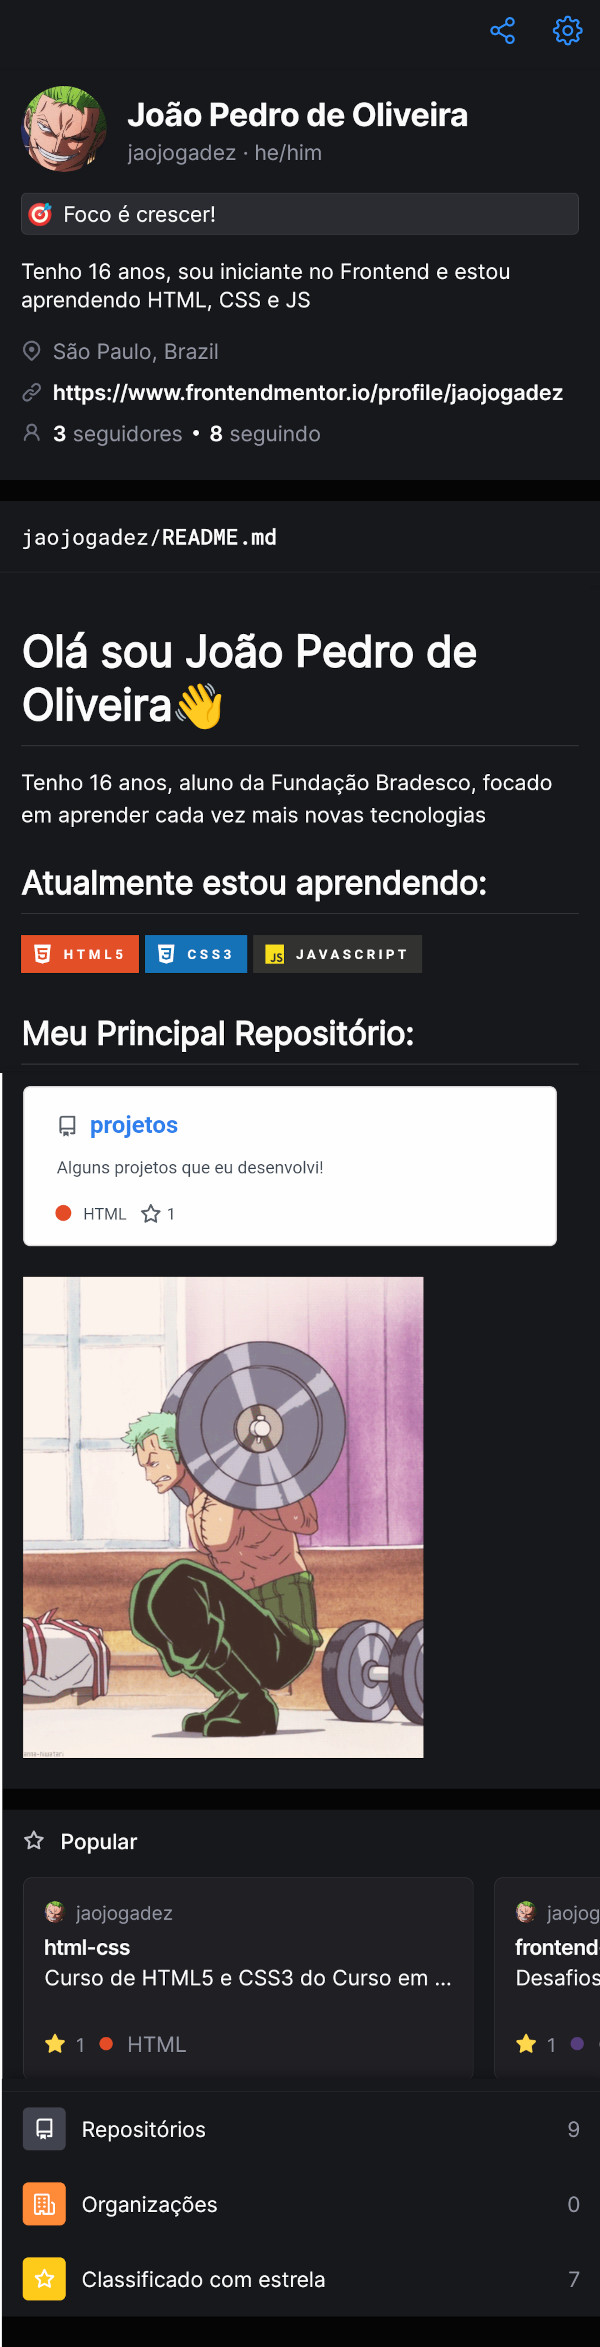 João Pedro de Oliveira
jaojogadez · he/him
🎯 Foco é crescer!
Tenho 16 anos, sou iniciante no Frontend e estou
aprendendo HTML, CSS e JS
São Paulo, Brazil
https://www.frontendmentor.io/profile/jaojogadez
3 seguidores • 8 seguindo
jaojogadez/README.md
Olá sou João Pedro de
Oliveira👋
Tenho 16 anos, aluno da Fundação Bradesco, focado
em aprender cada vez mais novas tecnologias
Atualmente estou aprendendo:
HTML5 CSS3 JS JAVASCRIPT
Meu Principal Repositório:
projetos
Alguns projetos que eu desenvolvi!
HTML 1
Popular
jaojogadez
html-css
Curso de HTML5 e CSS3 do Curso em ...
1 HTML
jaojog
frontend-
Desafios
1
Repositórios 9
Organizações 0
Classificado com estrela 7